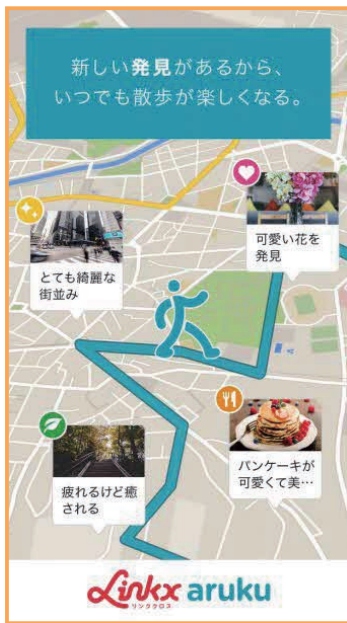 新しい発見があるから、
いつでも散歩が楽しくなる。
可愛い花を
発見
とても綺麗な
街並み
パンケーキが
可愛くて美…
疲れるけど癒
される
Linkx aruku
リンククロス